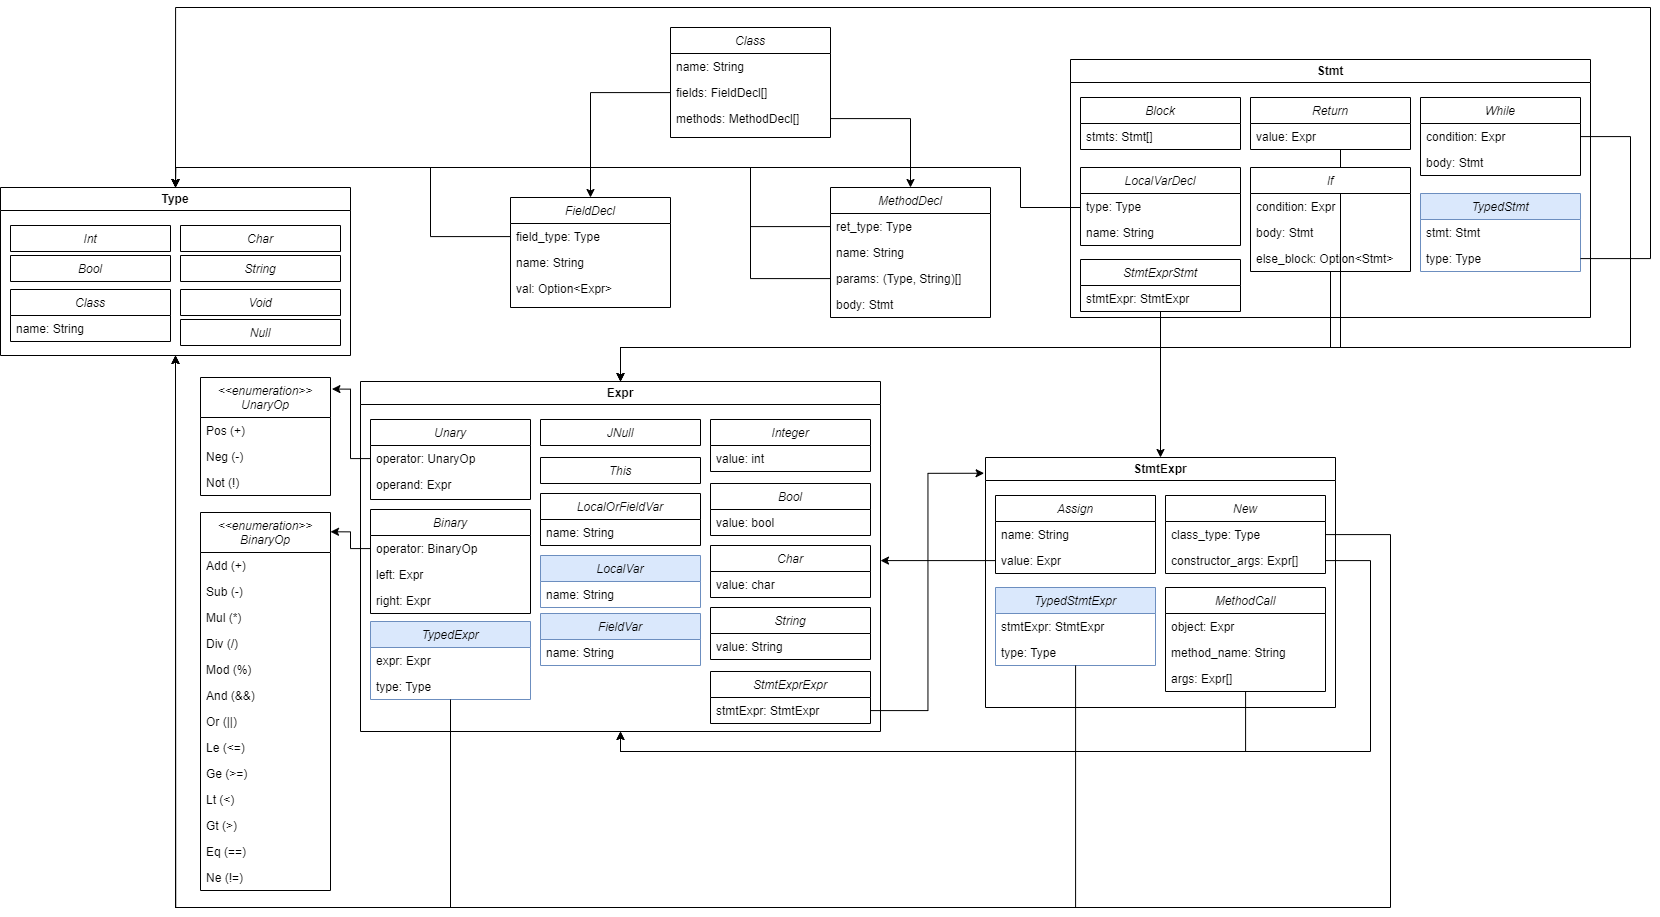 Class
name: String
fields: FieldDecl[]
methods: MethodDecl[]
Stmt
Block
stmts: Stmt[]
Return
value: Expr
While
condition: Expr
body: Stmt
LocalVarDecl
type: Type
name: String
If
condition: Expr
body: Stmt
else_block: Option<Stmt>
TypedStmt
stmt: Stmt
type: Type
StmtExprStmt
stmtExpr: StmtExpr
Type
Int
Char
Bool
String
Class
name: String
Void
Null
FieldDecl
field_type: Type
name: String
val: Option<Expr>
MethodDecl
ret_type: Type
name: String
params: (Type, String)[]
body: Stmt
<<enumeration>>
UnaryOp
Pos (+)
Neg (-)
Not (!)
<<enumeration>>
BinaryOp
Add (+)
Sub (-)
Mul (*)
Div (/)
Mod (%)
And (&&)
Or (||)
Le (<=)
Ge (>=)
Lt (<)
Gt (>)
Eq (==)
Ne (!=)
Expr
Unary
operator: UnaryOp
operand: Expr
Binary
operator: BinaryOp
left: Expr
right: Expr
TypedExpr
expr: Expr
type: Type
JNull
This
LocalOrFieldVar
name: String
LocalVar
name: String
FieldVar
name: String
Integer
value: int
Bool
value: bool
Char
value: char
String
value: String
StmtExprExpr
stmtExpr: StmtExpr
StmtExpr
Assign
name: String
value: Expr
New
class_type: Type
constructor_args: Expr[]
TypedStmtExpr
stmtExpr: StmtExpr
type: Type
MethodCall
object: Expr
method_name: String
args: Expr[]